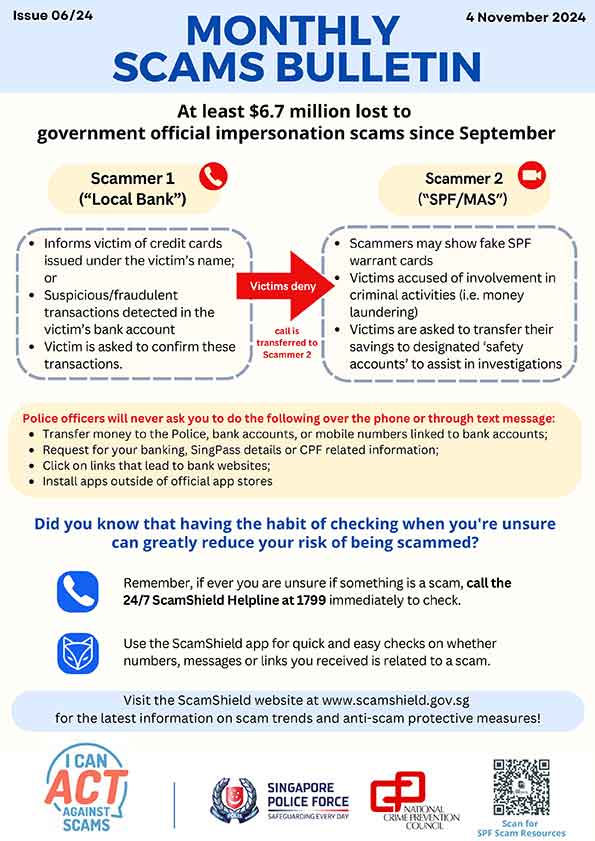 Issue 06/24
4 November 2024
MONTHLY
SCAMS BULLETIN
At least $6.7 million lost to
government official impersonation scams since September
Scammer 1
(“Local Bank”)
Scammer 2
(“SPF/MAS”)
• Informs victim of credit cards
issued under the victim’s name;
or
• Suspicious/fraudulent
transactions detected in the
victim’s bank account
• Victim is asked to confirm these
transactions.
Victims deny
call is
transferred to
Scammer 2
• Scammers may show fake SPF
warrant cards
• Victims accused of involvement in
criminal activities (i.e. money
laundering)
• Victims are asked to transfer their
savings to designated ‘safety
accounts’ to assist in investigations
Police officers will never ask you to do the following over the phone or through text message:
• Transfer money to the Police, bank accounts, or mobile numbers linked to bank accounts;
• Request for your banking, SingPass details or CPF related information;
• Click on links that lead to bank websites;
• Install apps outside of official app stores
Did you know that having the habit of checking when you're unsure
can greatly reduce your risk of being scammed?
Remember, if ever you are unsure if something is a scam, call the
24/7 ScamShield Helpline at 1799 immediately to check.
Use the ScamShield app for quick and easy checks on whether
numbers, messages or links you received is related to a scam.
Visit the ScamShield website at www.scamshield.gov.sg
for the latest information on scam trends and anti-scam protective measures!
I CAN
ACT
AGAINST
SCAMS
SINGAPORE
POLICE FORCE
SAFEGUARDING EVERY DAY
NATIONAL
CRIME PREVENTION
COUNCIL
Scan for
SPF Scam Resources